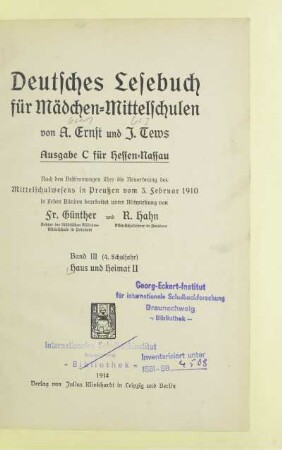 Deutsches Lesebuch
für Mädchen=Mittelschulen
von A. Ernst und J. Tews
Ausgabe C für Hessen=Nassau
Nach den Bestimmungen über die Neuordnung des
Mittelschulwesens in Preußen vom 3. Februar 1910
in sieben Bänden bearbeitet unter Mitwirkung von
Fr. Günther und R. Hahn
Band III (4. Schuljahr)
Haus und Heimat II
Georg-Eckert-Institut
für internationale Schulbuchforschung
Braunschweig
- Bibliothek -
Internationales
- Bibliothek -
Inventarisiert unter
1914
Verlag von Julius Klinkhardt in Leipzig und Berlin